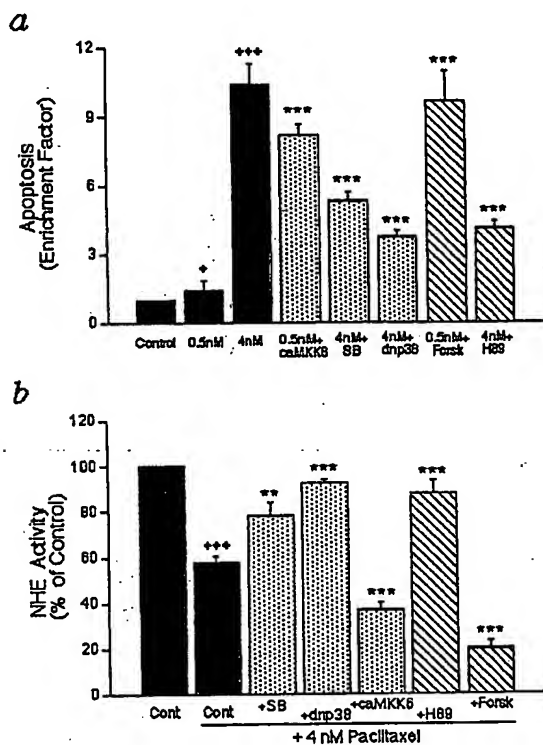 a
Apoptosis
(Enrichment Factor)
12
9
6
3
0
+
+++
***
***
***
***
***
Control
0.5nM
4nM
0.5nM+
caMKK6
4nM+
SB
4nM+
dnp38
0.5nM+
Forsk
4nM+
H89
b
NHE Activity
(% of Control)
120
100
80
60
40
20
0
+++
**
***
***
***
***
Cont
Cont
+SB
+dnp38
+caMKK6
+H89
+Forsk
+4 nM Paclitaxel